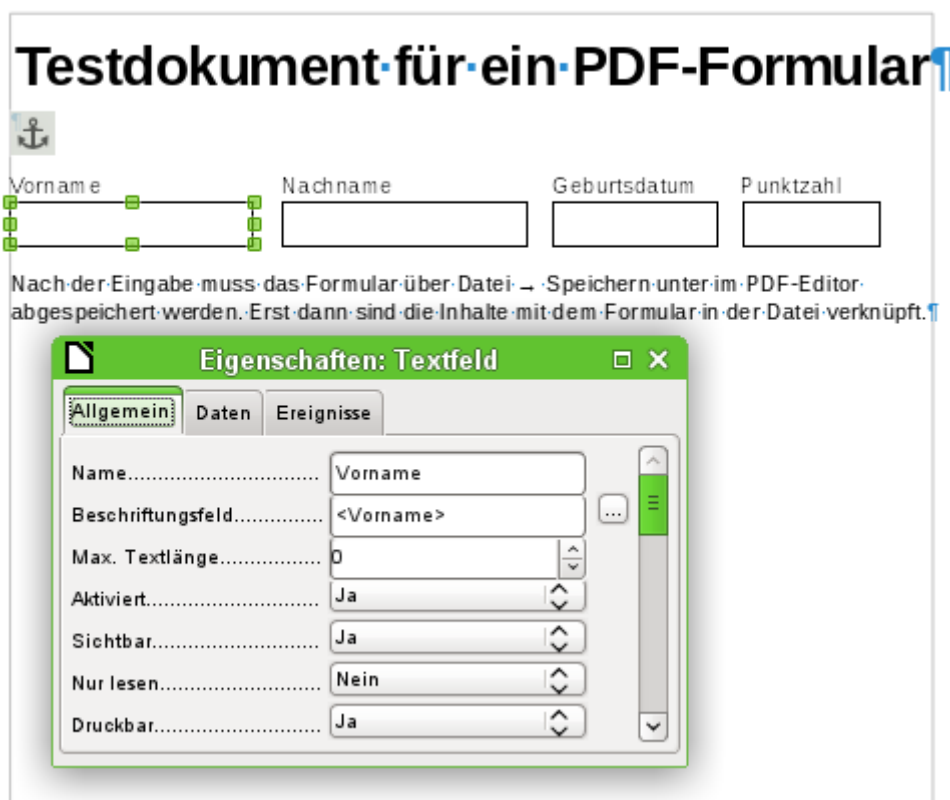 Testdokument für ein PDF-Formular¶
Vorname Nachname Geburtsdatum Punktzahl
Nach der Eingabe muss das Formular über Datei → Speichern unter im PDF-Editor
abgespeichert werden. Erst dann sind die Inhalte mit dem Formular in der Datei verknüpft.¶
Eigenschaften: Textfeld
Allgemein Daten Ereignisse
Name.............................. Vorname
Beschriftungsfeld............... <Vorname> ...
Max. Textlänge................. 0
Aktiviert........................... Ja
Sichtbar.......................... Ja
Nur lesen......................... Nein
Druckbar.......................... Ja